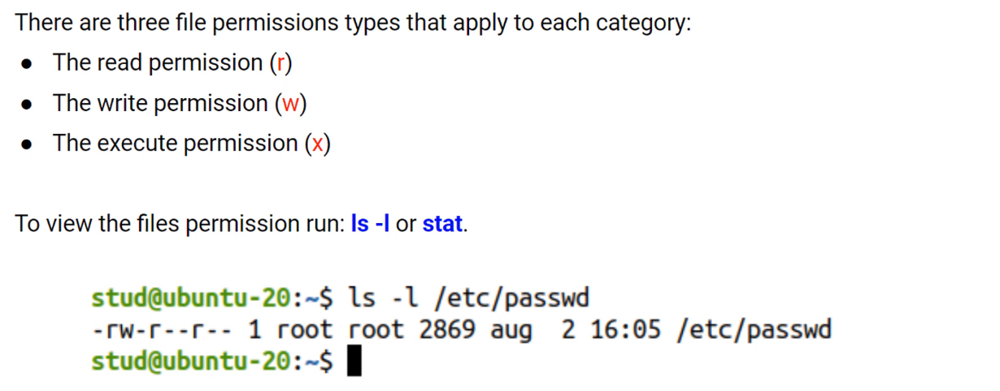 There are three file permissions types that apply to each category:
● The read permission (r)
● The write permission (w)
● The execute permission (x)
To view the files permission run: ls -l or stat.
stud@ubuntu-20:~$ ls -l /etc/passwd
-rw-r--r-- 1 root root 2869 aug  2 16:05 /etc/passwd
stud@ubuntu-20:~$